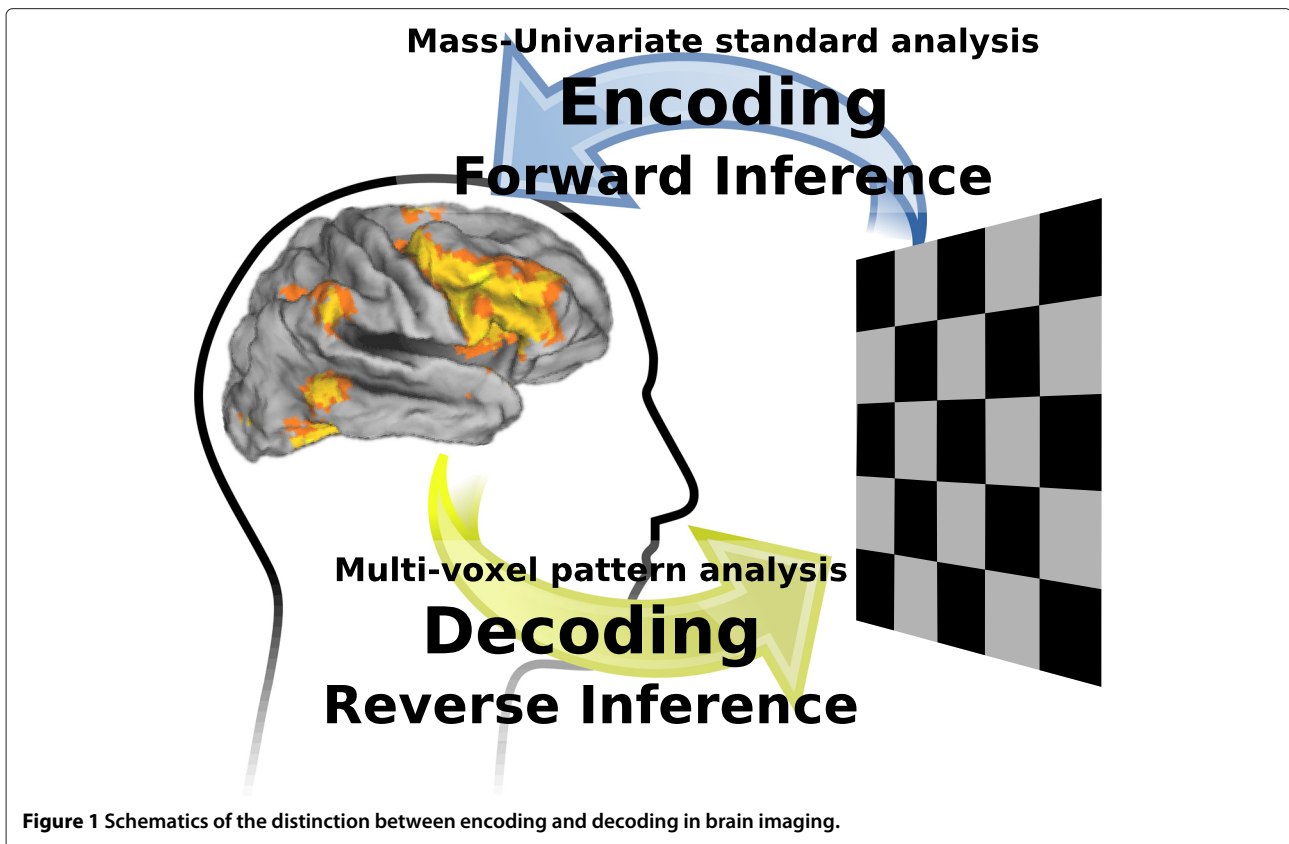 Mass-Univariate standard analysis
Encoding
Forward Inference
Multi-voxel pattern analysis
Decoding
Reverse Inference
Figure 1 Schematics of the distinction between encoding and decoding in brain imaging.